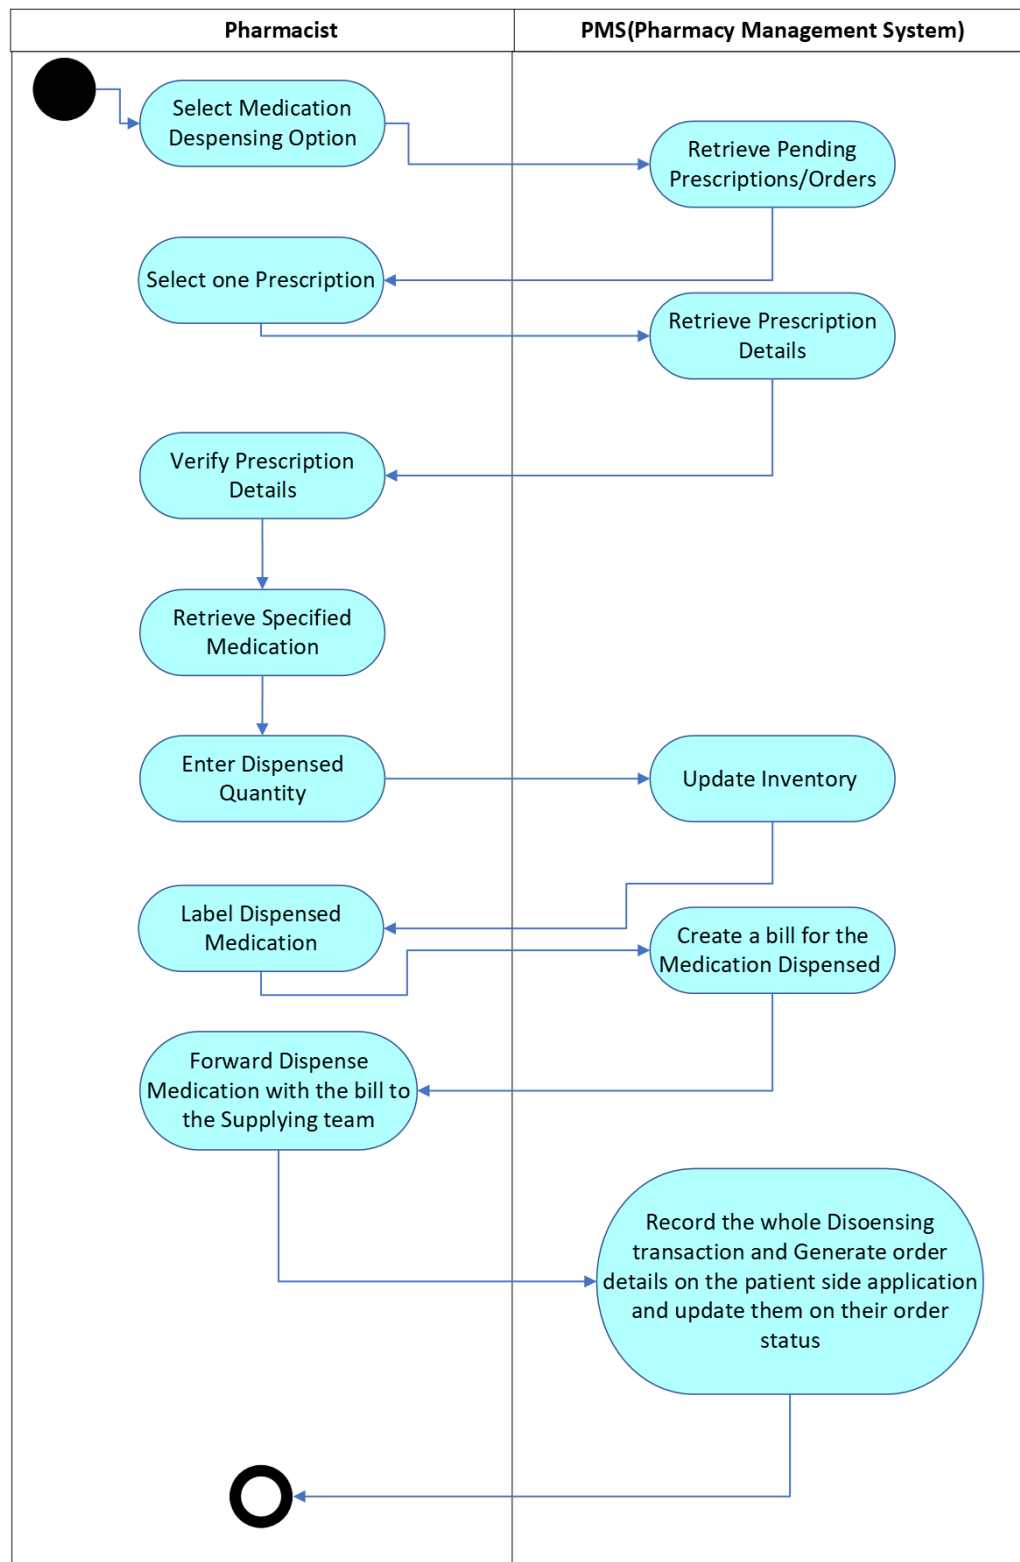 Pharmacist
PMS(Pharmacy Management System)
Select Medication
Despensing Option
Retrieve Pending
Prescriptions/Orders
Select one Prescription
Retrieve Prescription
Details
Verify Prescription
Details
Retrieve Specified
Medication
Enter Dispensed
Quantity
Update Inventory
Label Dispensed
Medication
Create a bill for the
Medication Dispensed
Forward Dispense
Medication with the bill to
the Supplying team
Record the whole Disoensing
transaction and Generate order
details on the patient side application
and update them on their order
status